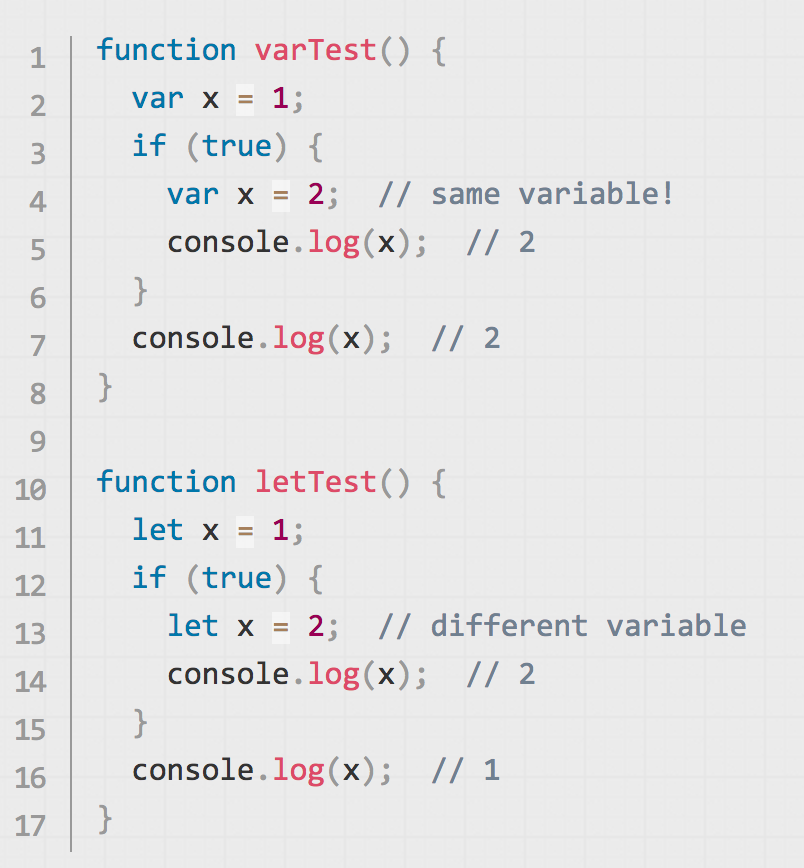 1 function varTest() {
2   var x = 1;
3   if (true) {
4     var x = 2;  // same variable!
5     console.log(x);  // 2
6   }
7   console.log(x);  // 2
8 }
9
10 function letTest() {
11   let x = 1;
12   if (true) {
13     let x = 2;  // different variable
14     console.log(x);  // 2
15   }
16   console.log(x);  // 1
17 }